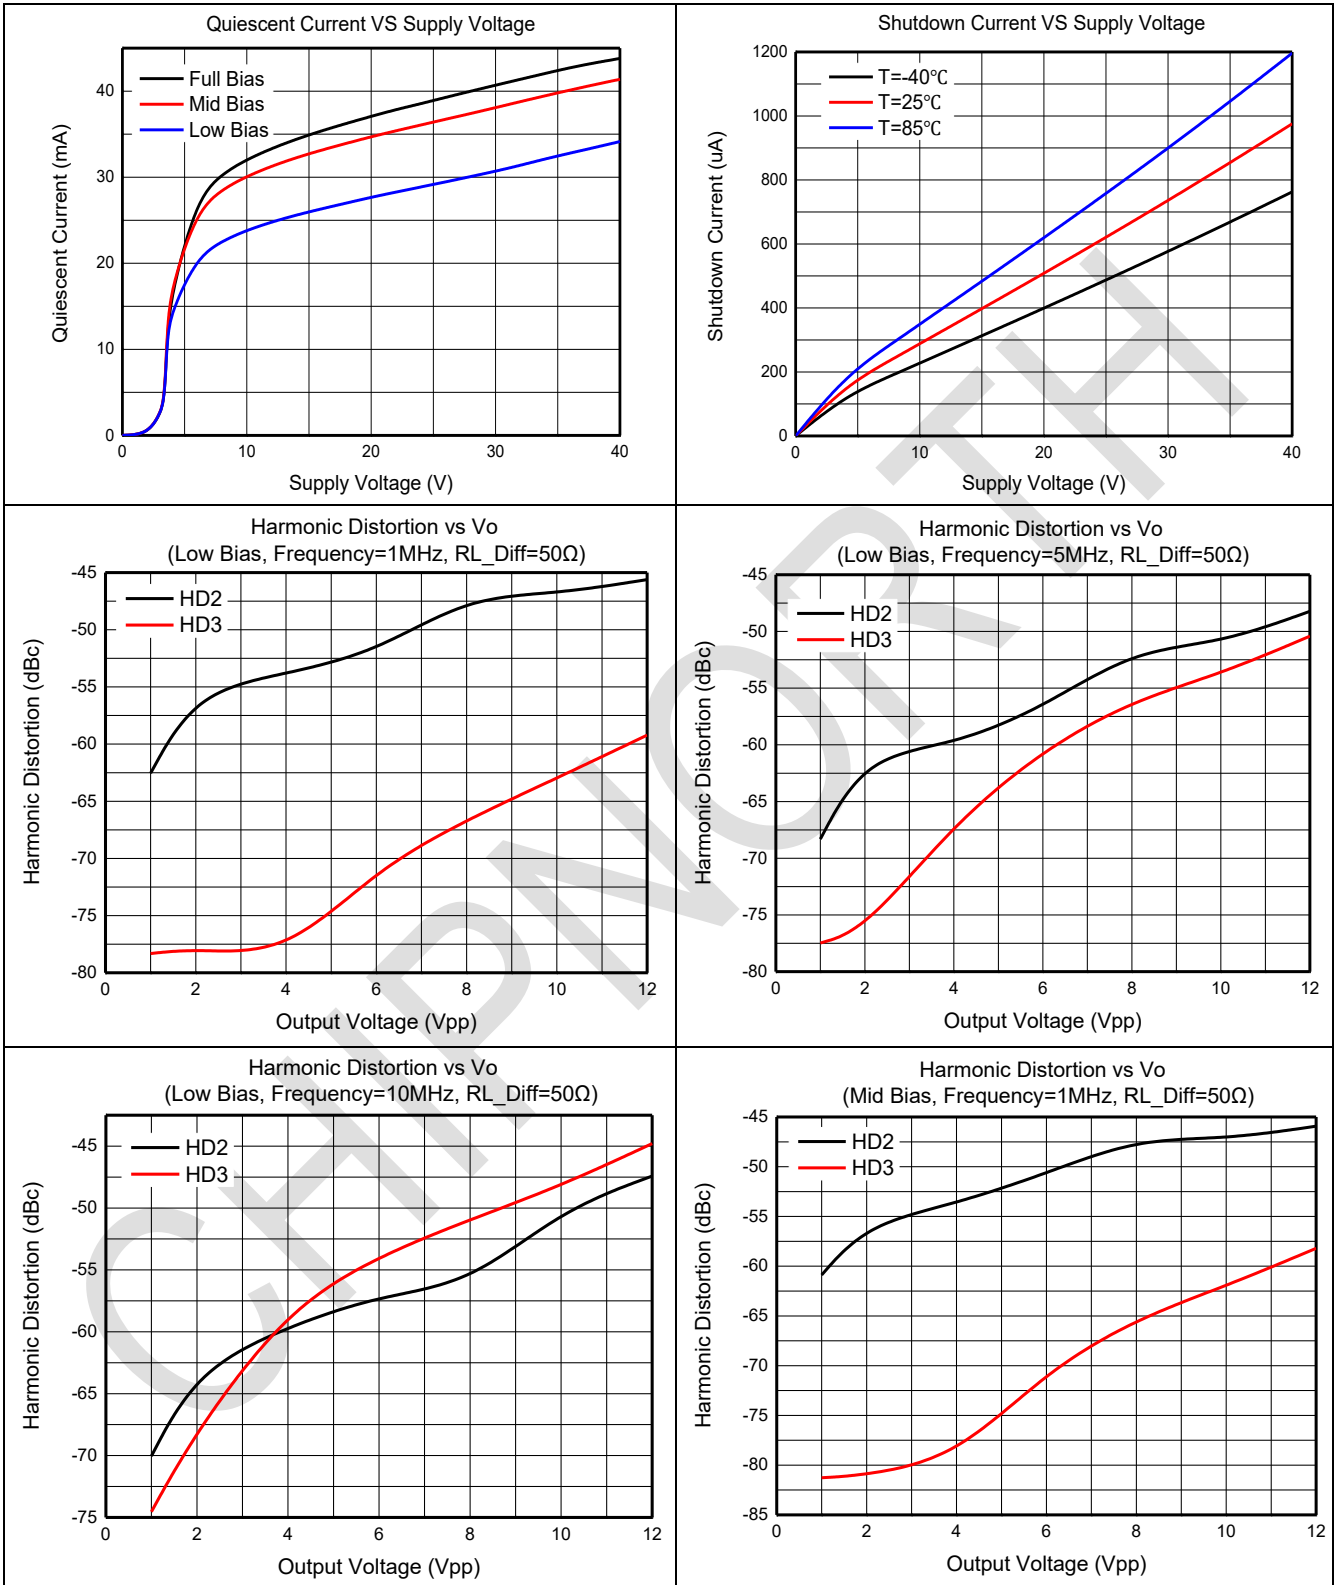 Quiescent Current VS Supply Voltage
Full Bias
Mid Bias
Low Bias
Quiescent Current (mA)
40
30
20
10
0
0 10 20 30 40
Supply Voltage (V)
Shutdown Current VS Supply Voltage
T=-40℃
T=25℃
T=85℃
Shutdown Current (uA)
1200
1000
800
600
400
200
0
0 10 20 30 40
Supply Voltage (V)
Harmonic Distortion vs Vo
(Low Bias, Frequency=1MHz, RL_Diff=50Ω)
HD2
HD3
Harmonic Distortion (dBc)
-45
-50
-55
-60
-65
-70
-75
-80
0 2 4 6 8 10 12
Output Voltage (Vpp)
Harmonic Distortion vs Vo
(Low Bias, Frequency=5MHz, RL_Diff=50Ω)
HD2
HD3
Harmonic Distortion (dBc)
-45
-50
-55
-60
-65
-70
-75
-80
0 2 4 6 8 10 12
Output Voltage (Vpp)
Harmonic Distortion vs Vo
(Low Bias, Frequency=10MHz, RL_Diff=50Ω)
HD2
HD3
Harmonic Distortion (dBc)
-45
-50
-55
-60
-65
-70
-75
0 2 4 6 8 10 12
Output Voltage (Vpp)
Harmonic Distortion vs Vo
(Mid Bias, Frequency=1MHz, RL_Diff=50Ω)
HD2
HD3
Harmonic Distortion (dBc)
-45
-50
-55
-60
-65
-70
-75
-80
-85
0 2 4 6 8 10 12
Output Voltage (Vpp)
CHIPNORTH